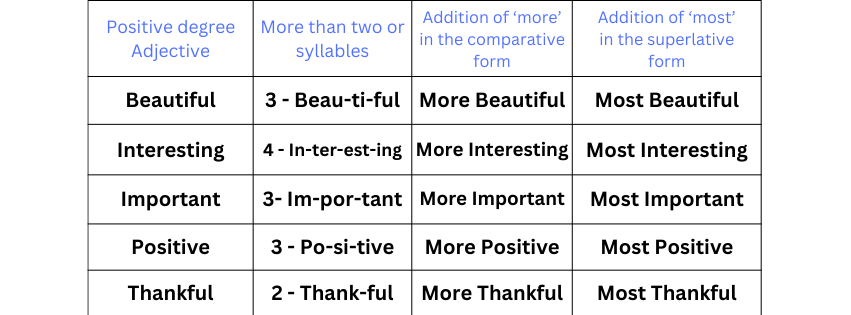 Positive degree
Adjective
More than two or
syllables
Addition of ‘more’
in the comparative
form
Addition of ‘most’
in the superlative
form
Beautiful
3 - Beau-ti-ful
More Beautiful
Most Beautiful
Interesting
4 - In-ter-est-ing
More Interesting
Most Interesting
Important
3- Im-por-tant
More Important
Most Important
Positive
3 - Po-si-tive
More Positive
Most Positive
Thankful
2 - Thank-ful
More Thankful
Most Thankful